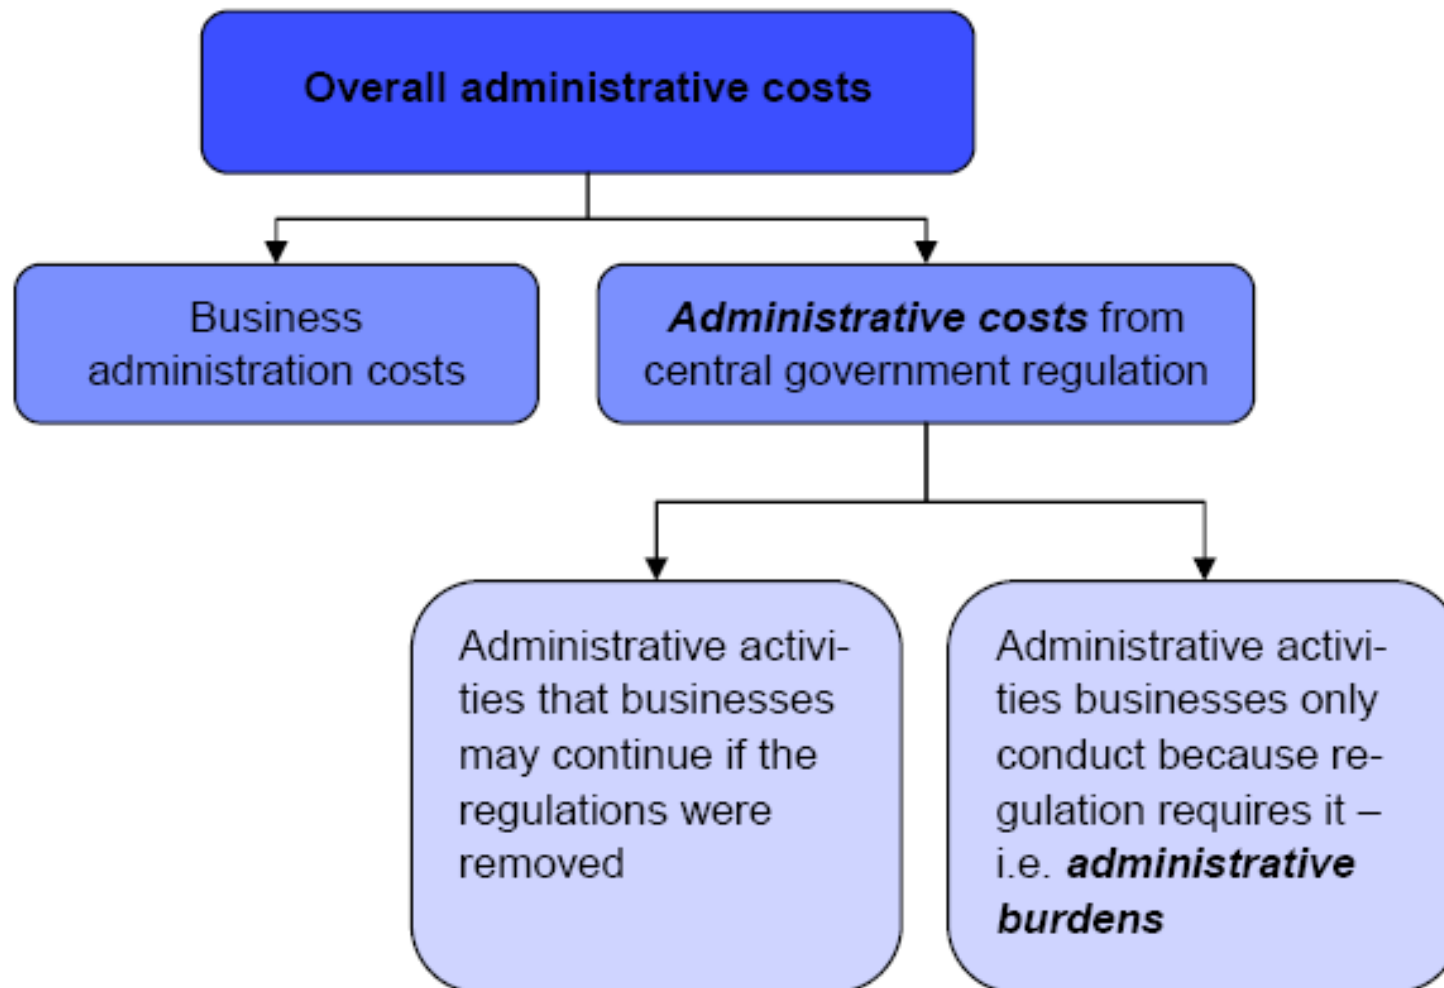 Overall administrative costs
Business
administration costs
Administrative costs from
central government regulation
Administrative activi-
ties that businesses
may continue if the
regulations were
removed
Administrative activi-
ties businesses only
conduct because re-
gulation requires it –
i.e. administrative
burdens